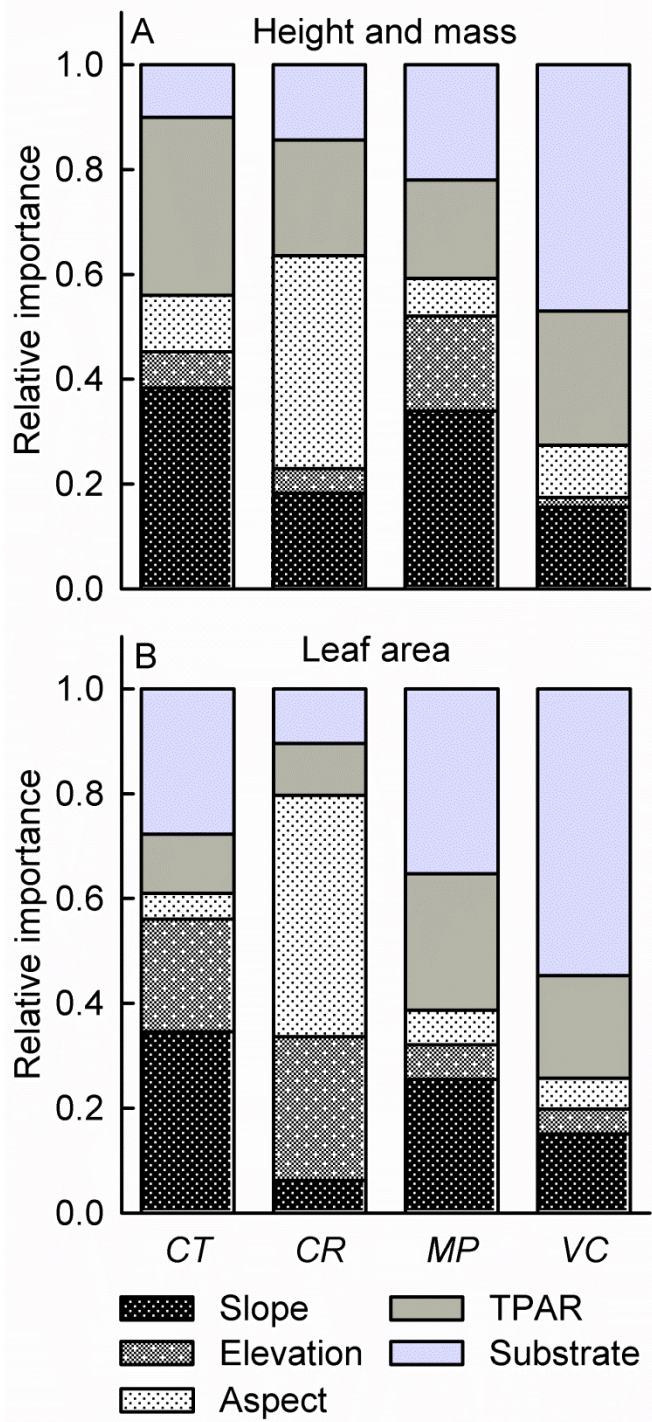 A Height and mass
1.0
0.8
0.6
0.4
0.2
0.0
Relative importance
B Leaf area
1.0
0.8
0.6
0.4
0.2
0.0
Relative importance
CT CR MP VC
Slope TPAR
Elevation Substrate
Aspect